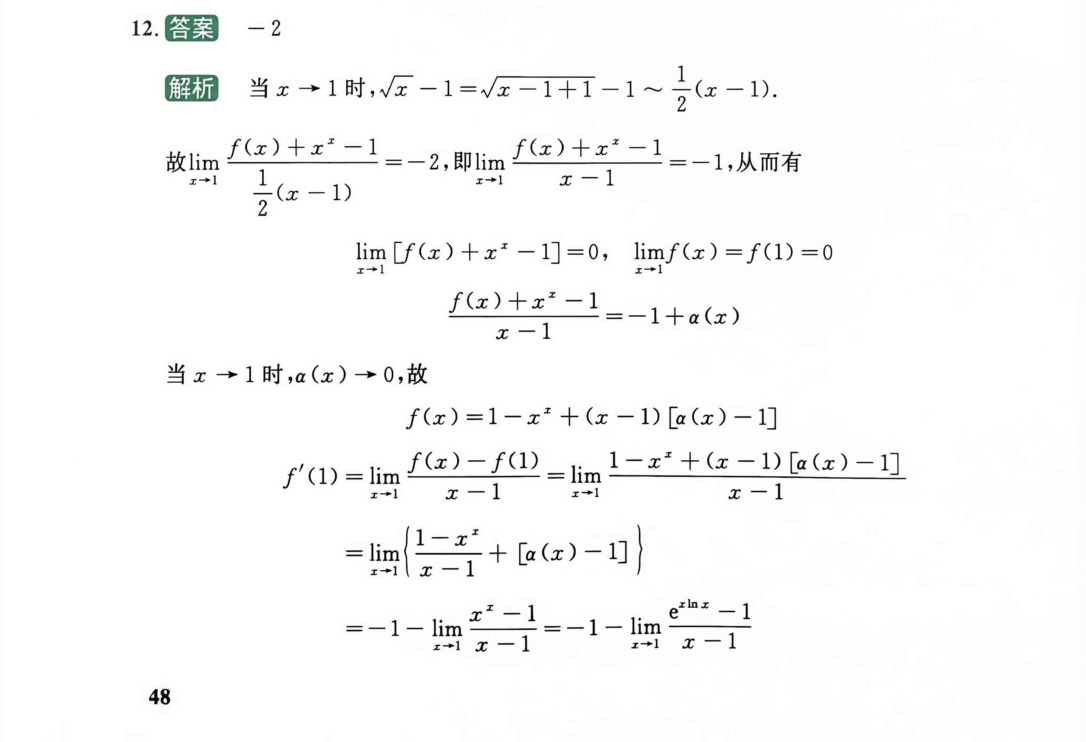 12. 答案 －2
解析 当 x → 1 时, √x − 1 = √(x − 1 + 1) − 1 ~ 1/2 (x − 1).
故 lim_{x→1} (f(x) + x^x − 1) / (1/2 (x − 1)) = −2, 即 lim_{x→1} (f(x) + x^x − 1) / (x − 1) = −1, 从而有
lim_{x→1} [f(x) + x^x − 1] = 0, lim_{x→1} f(x) = f(1) = 0
(f(x) + x^x − 1) / (x − 1) = −1 + α(x)
当 x → 1 时, α(x) → 0, 故
f(x) = 1 − x^x + (x − 1)[α(x) − 1]
f′(1) = lim_{x→1} (f(x) − f(1)) / (x − 1) = lim_{x→1} (1 − x^x + (x − 1)[α(x) − 1]) / (x − 1)
= lim_{x→1} { (1 − x^x) / (x − 1) + [α(x) − 1] }
= −1 − lim_{x→1} (x^x − 1) / (x − 1) = −1 − lim_{x→1} (e^{x ln x} − 1) / (x − 1)
48